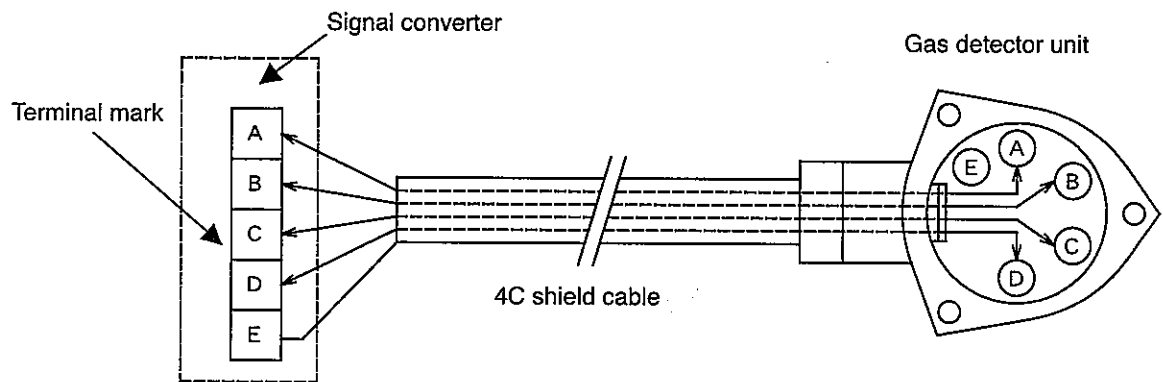 Signal converter
Gas detector unit
Terminal mark
A
B
C
D
E
E
A
B
C
D
4C shield cable